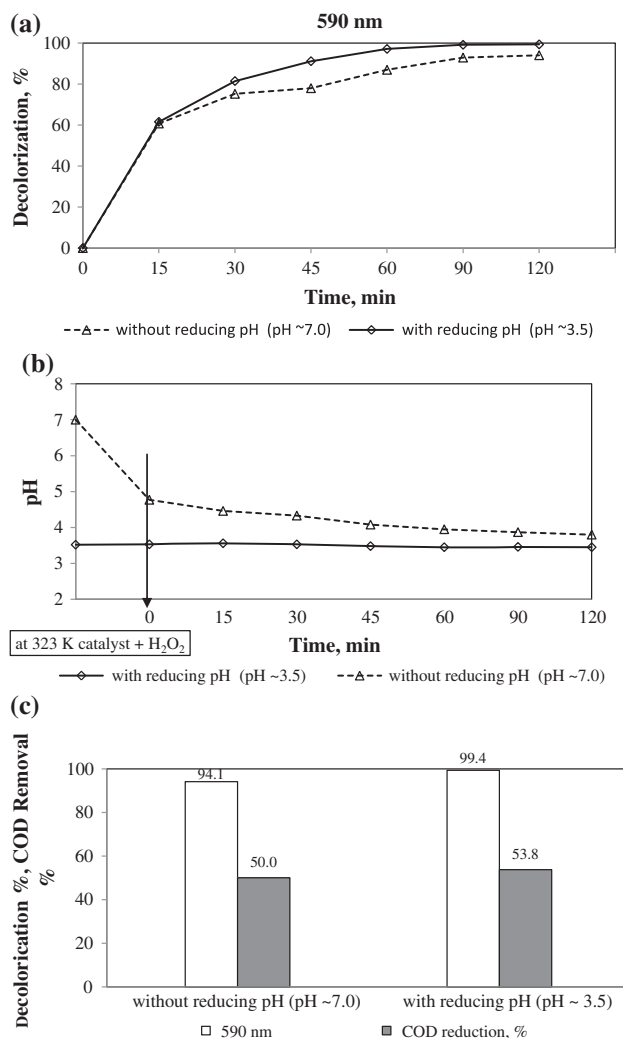 (a)
590 nm
100
80
60
40
20
0
Decolorization, %
0 15 30 45 60 90 120
Time, min
without reducing pH (pH ~7.0) with reducing pH (pH ~3.5)
(b)
8
7
6
5
4
3
2
pH
0 15 30 45 60 90 120
at 323 K catalyst + H₂O₂
Time, min
with reducing pH (pH ~3.5) without reducing pH (pH ~7.0)
(c)
100
80
60
40
20
0
Decolorication %, COD Removal
%
94.1
50.0
99.4
53.8
without reducing pH (pH ~7.0) with reducing pH (pH ~ 3.5)
590 nm COD reduction, %